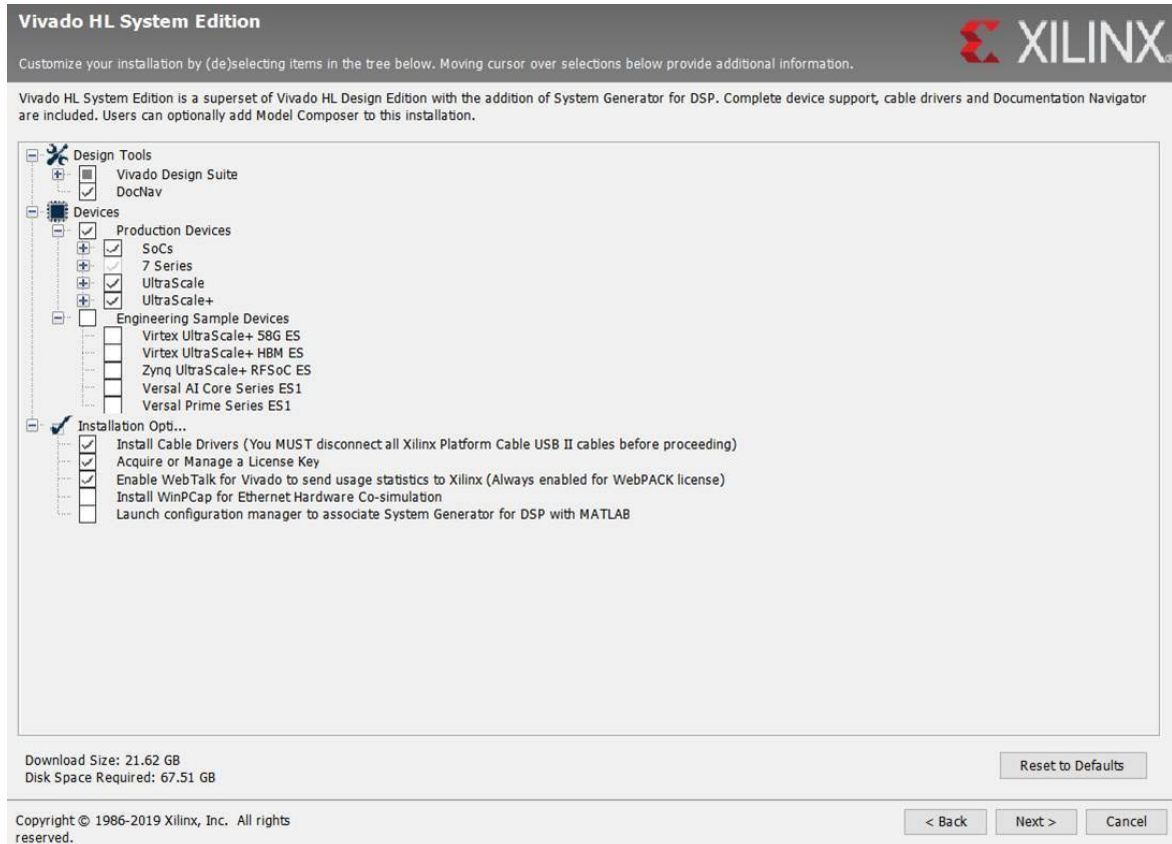 Vivado HL System Edition
XILINX
Customize your installation by (de)selecting items in the tree below. Moving cursor over selections below provide additional information.
Vivado HL System Edition is a superset of Vivado HL Design Edition with the addition of System Generator for DSP. Complete device support, cable drivers and Documentation Navigator
are included. Users can optionally add Model Composer to this installation.
Design Tools
Vivado Design Suite
DocNav
Devices
Production Devices
SoCs
7 Series
UltraScale
UltraScale+
Engineering Sample Devices
Virtex UltraScale+ 58G ES
Virtex UltraScale+ HBM ES
Zynq UltraScale+ RFSoC ES
Versal AI Core Series ES1
Versal Prime Series ES1
Installation Opti...
Install Cable Drivers (You MUST disconnect all Xilinx Platform Cable USB II cables before proceeding)
Acquire or Manage a License Key
Enable WebTalk for Vivado to send usage statistics to Xilinx (Always enabled for WebPACK license)
Install WinPCap for Ethernet Hardware Co-simulation
Launch configuration manager to associate System Generator for DSP with MATLAB
Download Size: 21.62 GB
Disk Space Required: 67.51 GB
Reset to Defaults
Copyright © 1986-2019 Xilinx, Inc. All rights
reserved.
< Back
Next >
Cancel